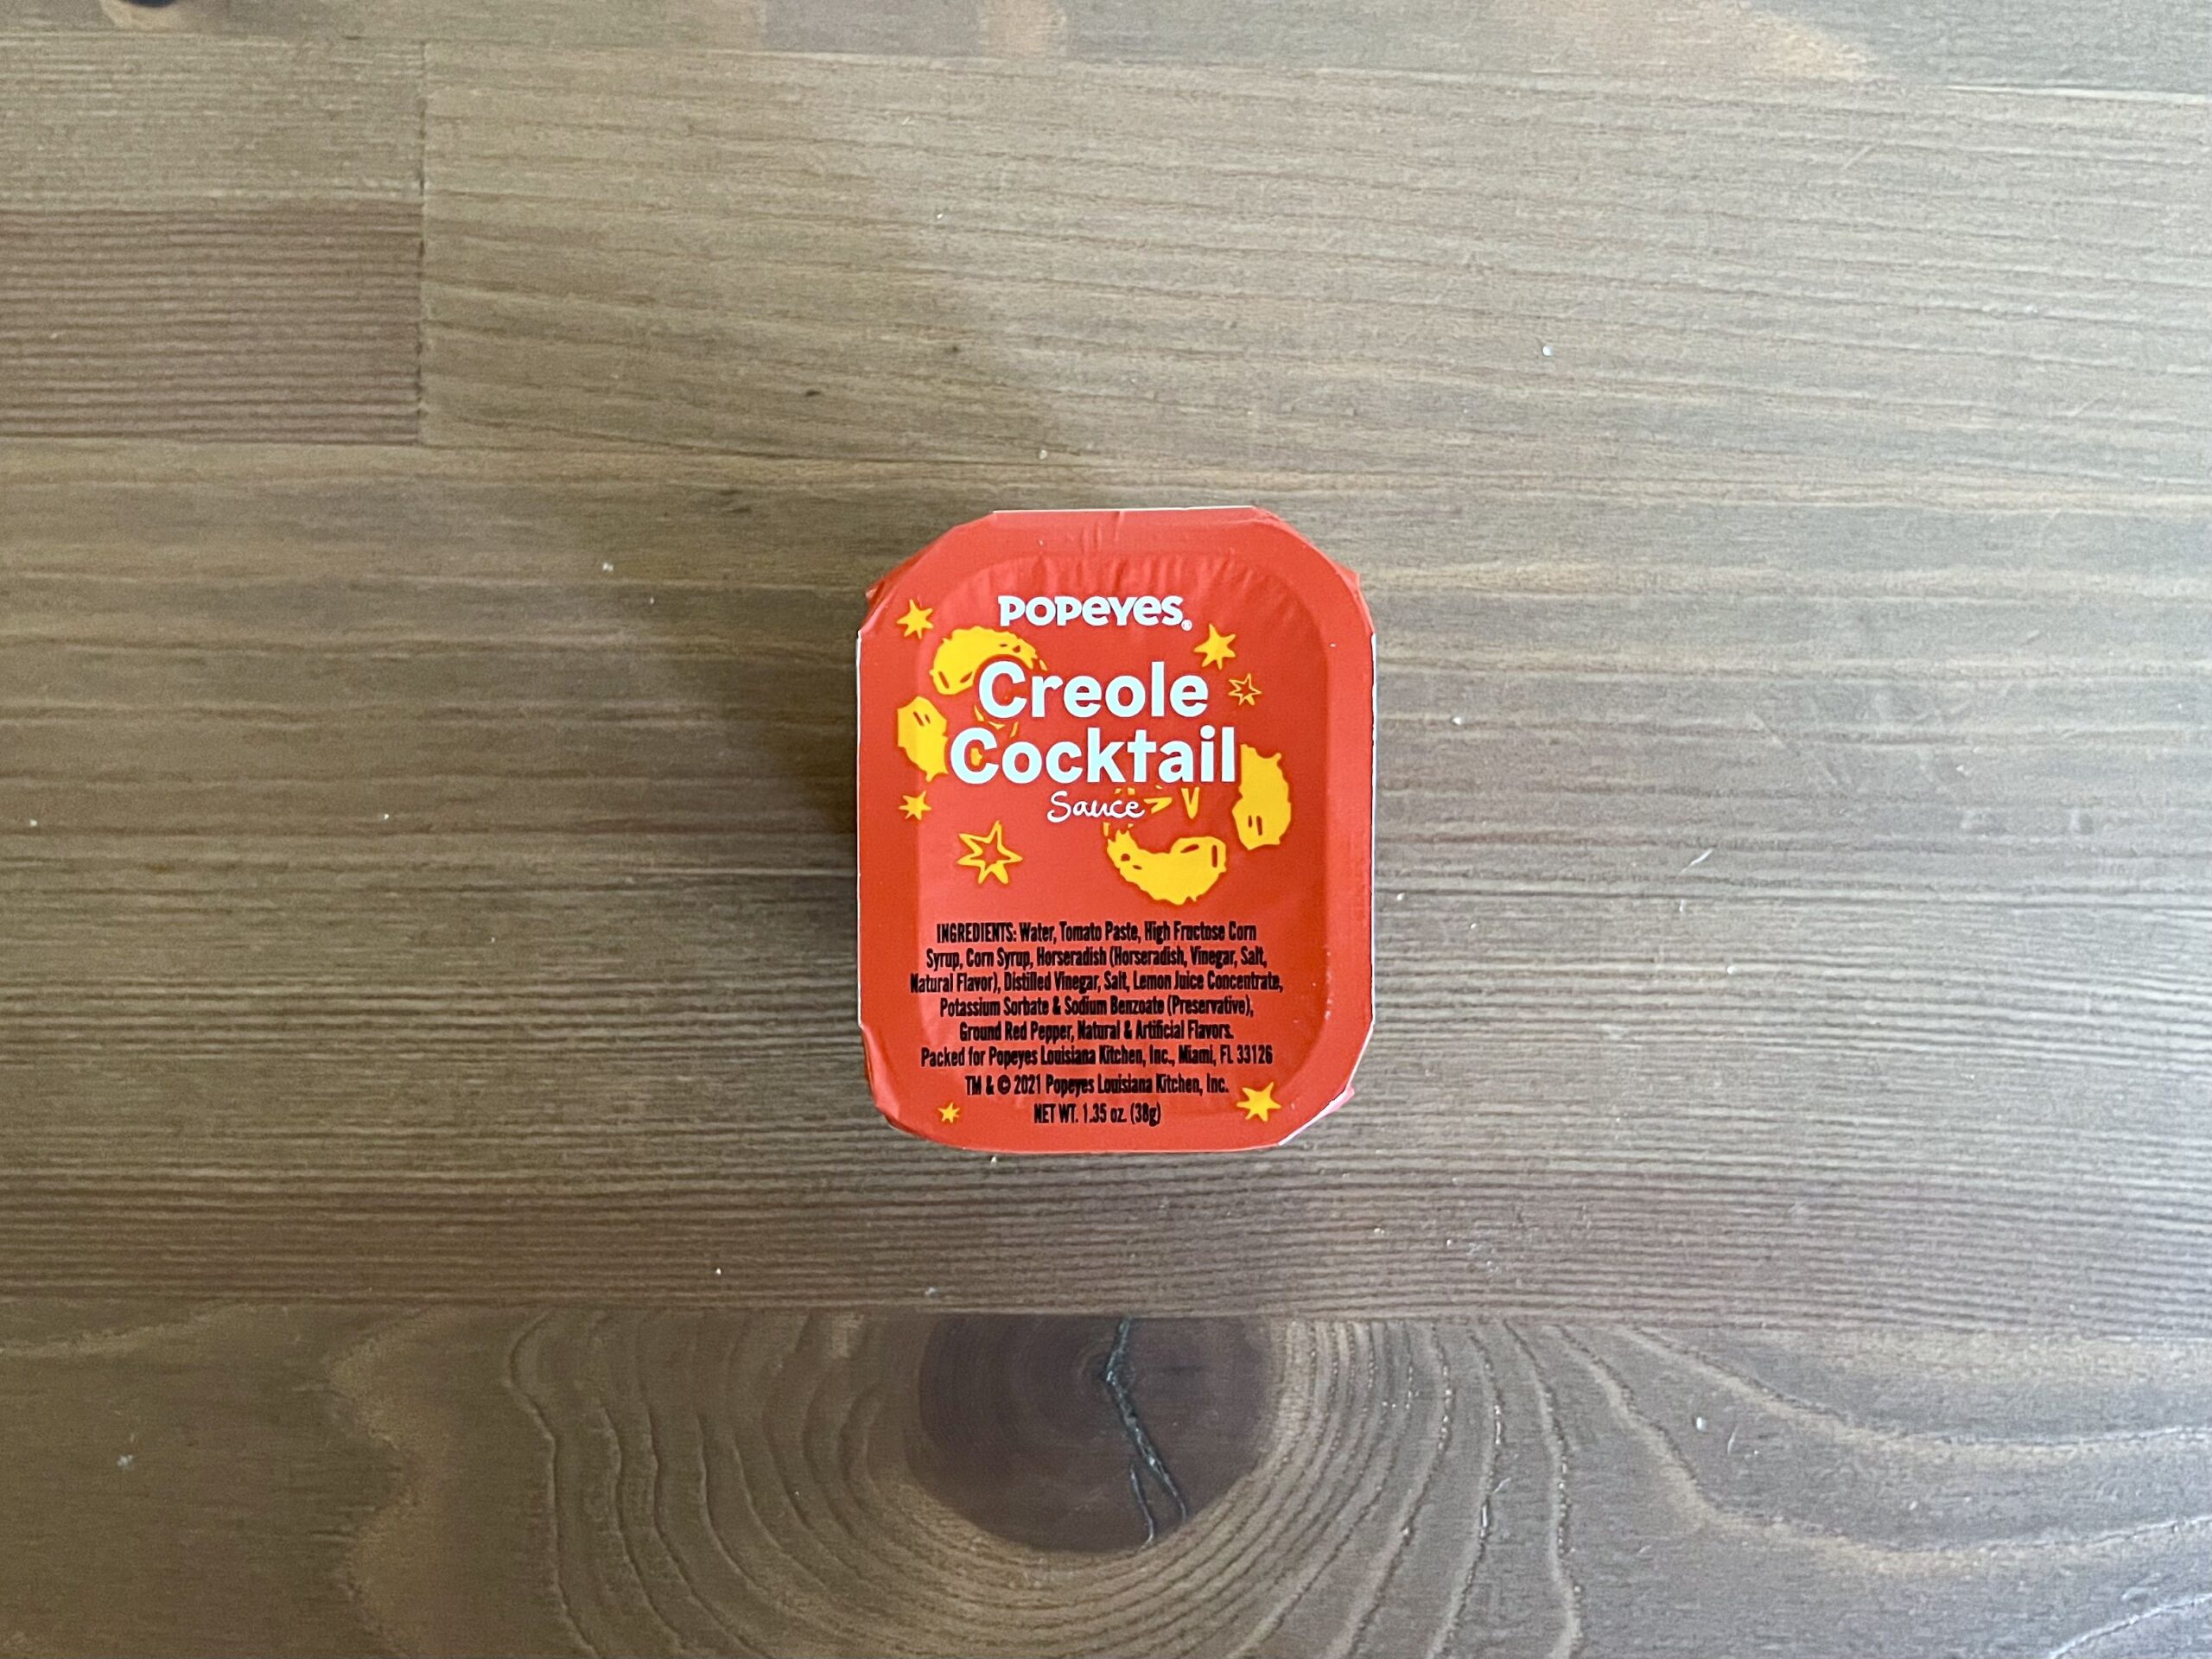 POPEYES®
Creole
Cocktail
Sauce
INGREDIENTS: Water, Tomato Paste, High Fructose Corn
Syrup, Corn Syrup, Horseradish (Horseradish, Vinegar, Salt,
Natural Flavor), Distilled Vinegar, Salt, Lemon Juice Concentrate,
Potassium Sorbate & Sodium Benzoate (Preservative),
Ground Red Pepper, Natural & Artificial Flavors.
Packed for Popeyes Louisiana Kitchen, Inc., Miami, FL 33126
TM & © 2021 Popeyes Louisiana Kitchen, Inc.
NET WT. 1.35 oz. (38g)